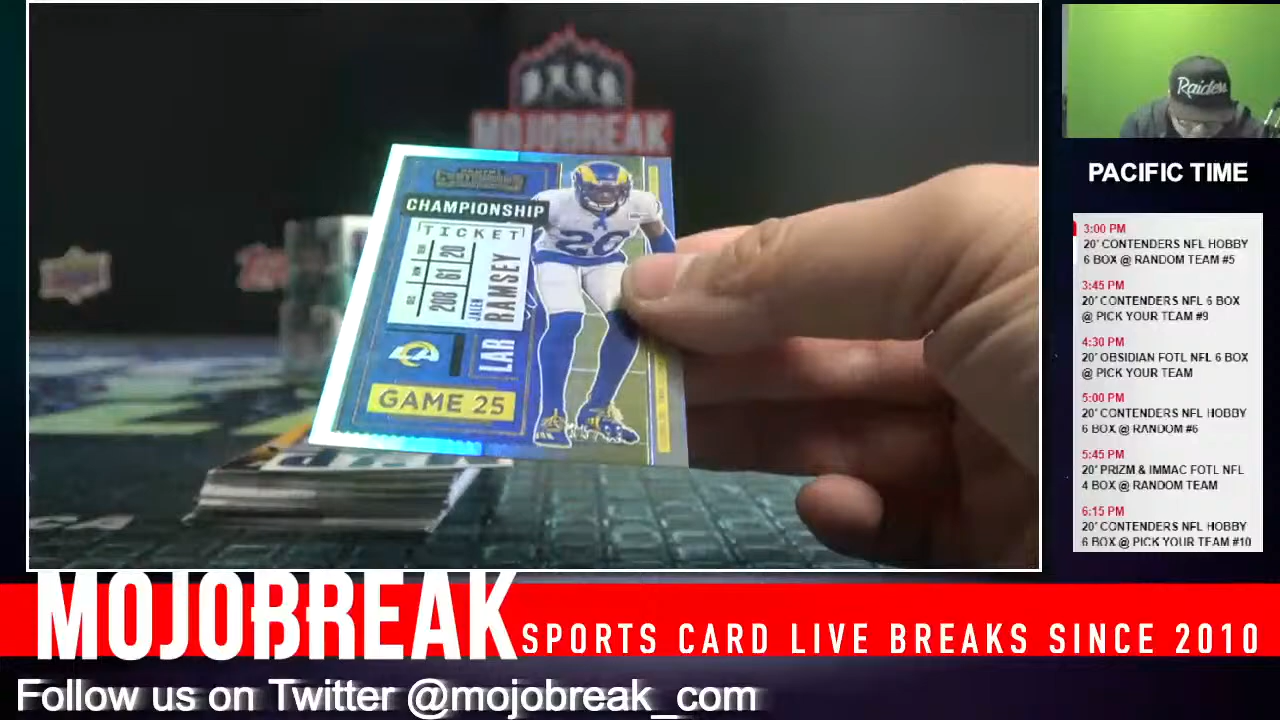 MOJOBREAK
CHAMPIONSHIP
TICKET
20
61
208
JALEN
RAMSEY
LAR
GAME 25
20
Raiders
PACIFIC TIME
3:00 PM
20' CONTENDERS NFL HOBBY
6 BOX @ RANDOM TEAM #5
3:45 PM
20' CONTENDERS NFL 6 BOX
@ PICK YOUR TEAM #9
4:30 PM
20' OBSIDIAN FOTL NFL 6 BOX
@ PICK YOUR TEAM
5:00 PM
20' CONTENDERS NFL HOBBY
6 BOX @ RANDOM #6
5:45 PM
20' PRIZM & IMMAC FOTL NFL
4 BOX @ RANDOM TEAM
6:15 PM
20' CONTENDERS NFL HOBBY
6 BOX @ PICK YOUR TEAM #10
MOJOBREAK
SPORTS CARD LIVE BREAKS SINCE 2010
Follow us on Twitter @mojobreak_com